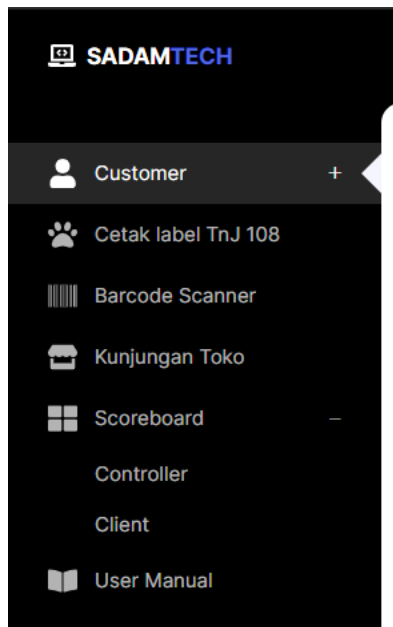 SADAMTECH
Customer +
Cetak label TnJ 108
Barcode Scanner
Kunjungan Toko
Scoreboard –
Controller
Client
User Manual